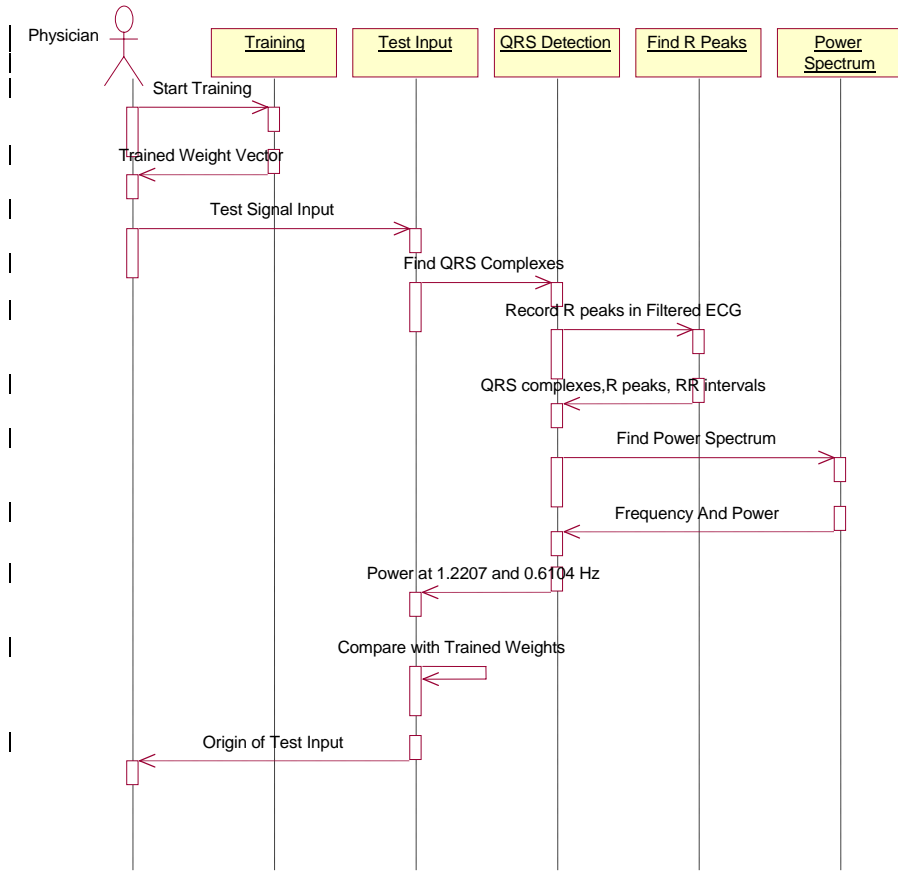 Physician
Training
Test Input
QRS Detection
Find R Peaks
Power
Spectrum
Start Training
Trained Weight Vector
Test Signal Input
Find QRS Complexes
Record R peaks in Filtered ECG
QRS complexes,R peaks, RR intervals
Find Power Spectrum
Frequency And Power
Power at 1.2207 and 0.6104 Hz
Compare with Trained Weights
Origin of Test Input